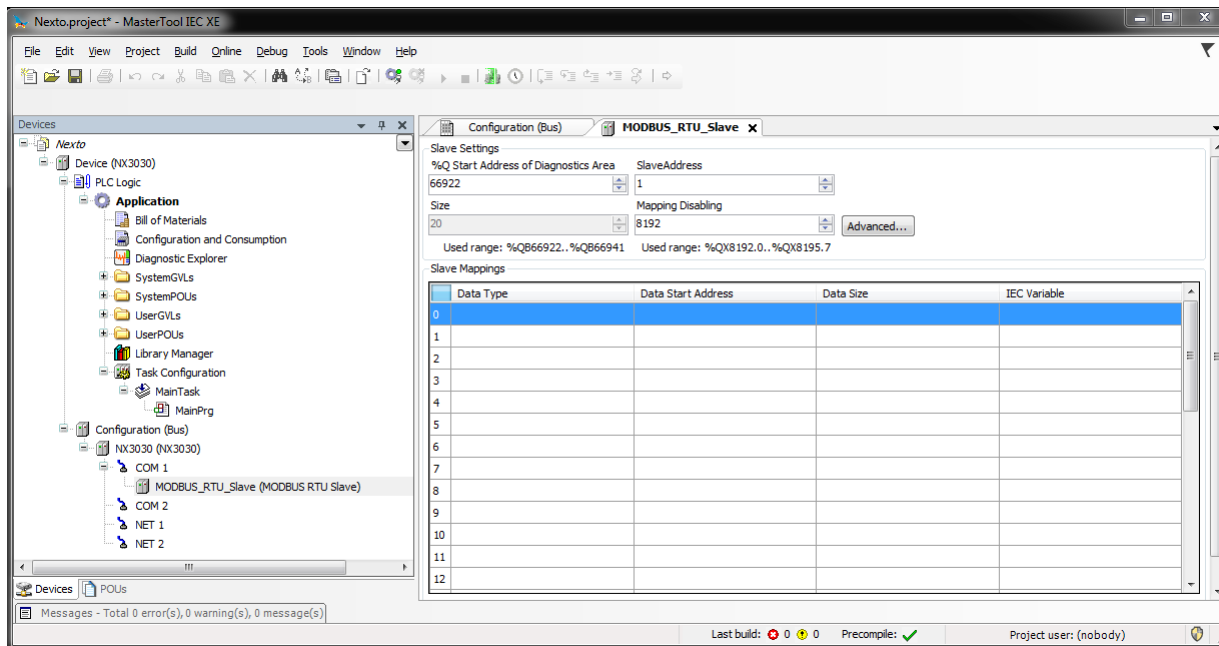 Nexto.project* - MasterTool IEC XE
File Edit View Project Build Online Debug Tools Window Help
Devices
Nexto
Device (NX3030)
PLC Logic
Application
Bill of Materials
Configuration and Consumption
Diagnostic Explorer
SystemGVLs
SystemPOUs
UserGVLs
UserPOUs
Library Manager
Task Configuration
MainTask
MainPrg
Configuration (Bus)
NX3030 (NX3030)
COM 1
MODBUS_RTU_Slave (MODBUS RTU Slave)
COM 2
NET 1
NET 2
Devices POUs
Configuration (Bus) MODBUS_RTU_Slave X
Slave Settings
%Q Start Address of Diagnostics Area SlaveAddress
66922 1
Size Mapping Disabling
20 8192 Advanced...
Used range: %QB66922..%QB66941 Used range: %QX8192.0..%QX8195.7
Slave Mappings
Data Type Data Start Address Data Size IEC Variable
0
1
2
3
4
5
6
7
8
9
10
11
12
Messages - Total 0 error(s), 0 warning(s), 0 message(s)
Last build: 0 0 Precompile: Project user: (nobody)